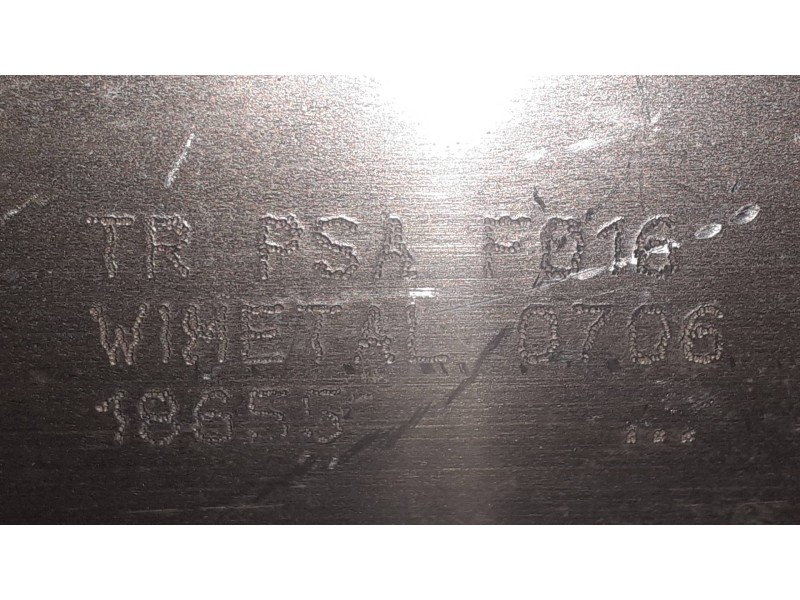 TR PSA F016
WIMETAL 0706
18655 ...